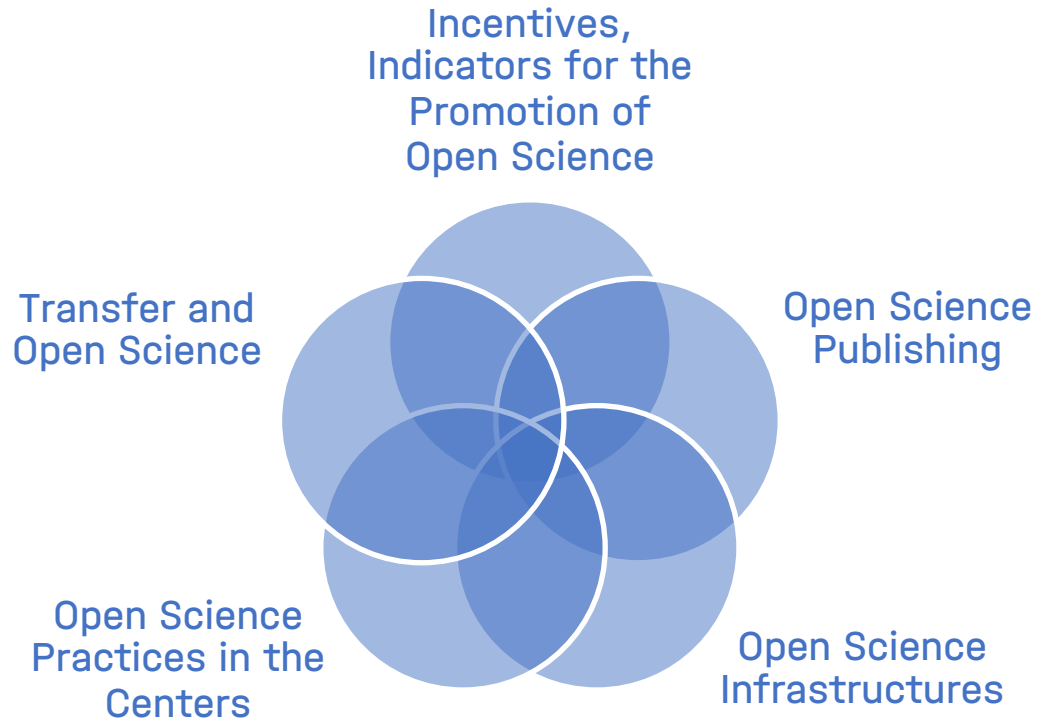 Incentives,
Indicators for the
Promotion of
Open Science
Transfer and
Open Science
Open Science
Publishing
Open Science
Practices in the
Centers
Open Science
Infrastructures